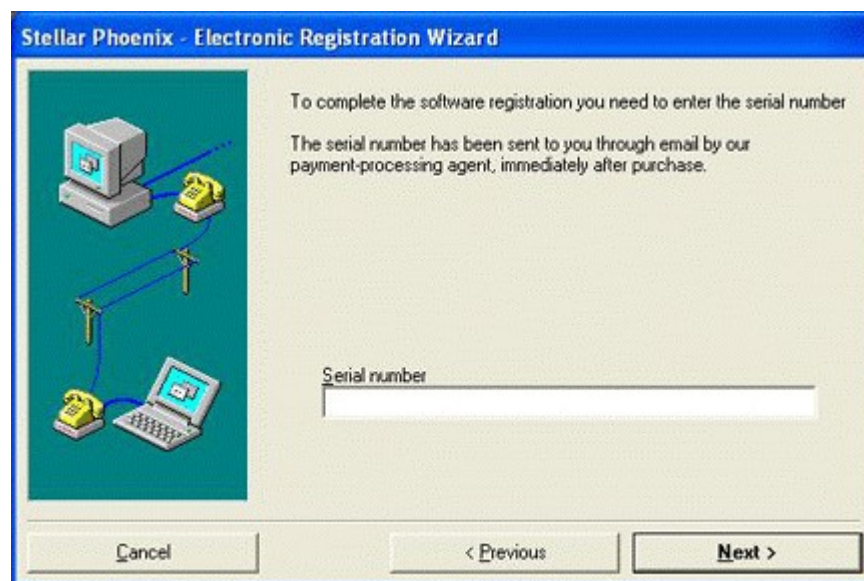 Stellar Phoenix - Electronic Registration Wizard
To complete the software registration you need to enter the serial number
The serial number has been sent to you through email by our
payment-processing agent, immediately after purchase.
Serial number
Cancel
< Previous
Next >